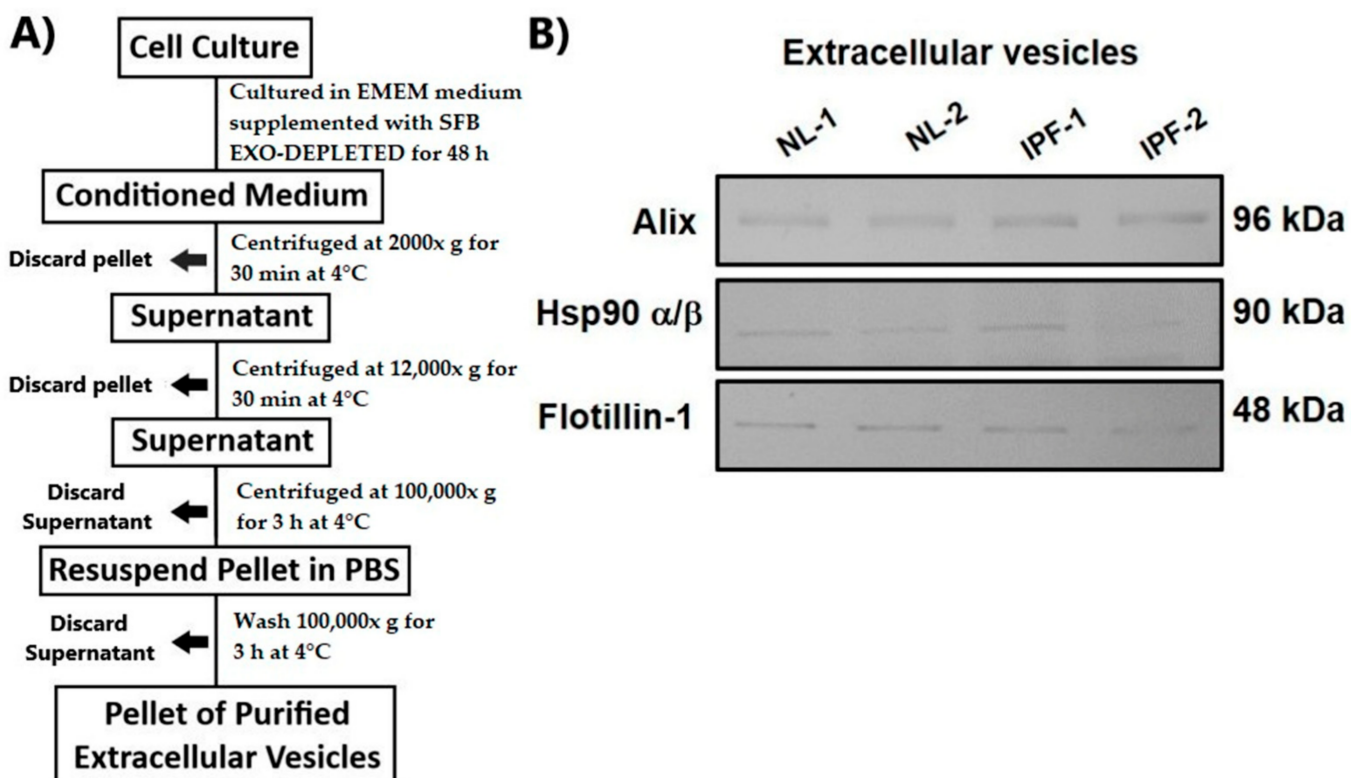 A)
Cell Culture
Cultured in EMEM medium
supplemented with SFB
EXO-DEPLETED for 48 h
Conditioned Medium
Discard pellet
Centrifuged at 2000x g for
30 min at 4°C
Supernatant
Discard pellet
Centrifuged at 12,000x g for
30 min at 4°C
Supernatant
Discard
Supernatant
Centrifuged at 100,000x g
for 3 h at 4°C
Resuspend Pellet in PBS
Discard
Supernatant
Wash 100,000x g for
3 h at 4°C
Pellet of Purified
Extracellular Vesicles
B)
Extracellular vesicles
NL-1 NL-2 IPF-1 IPF-2
Alix 96 kDa
Hsp90 α/β 90 kDa
Flotillin-1 48 kDa